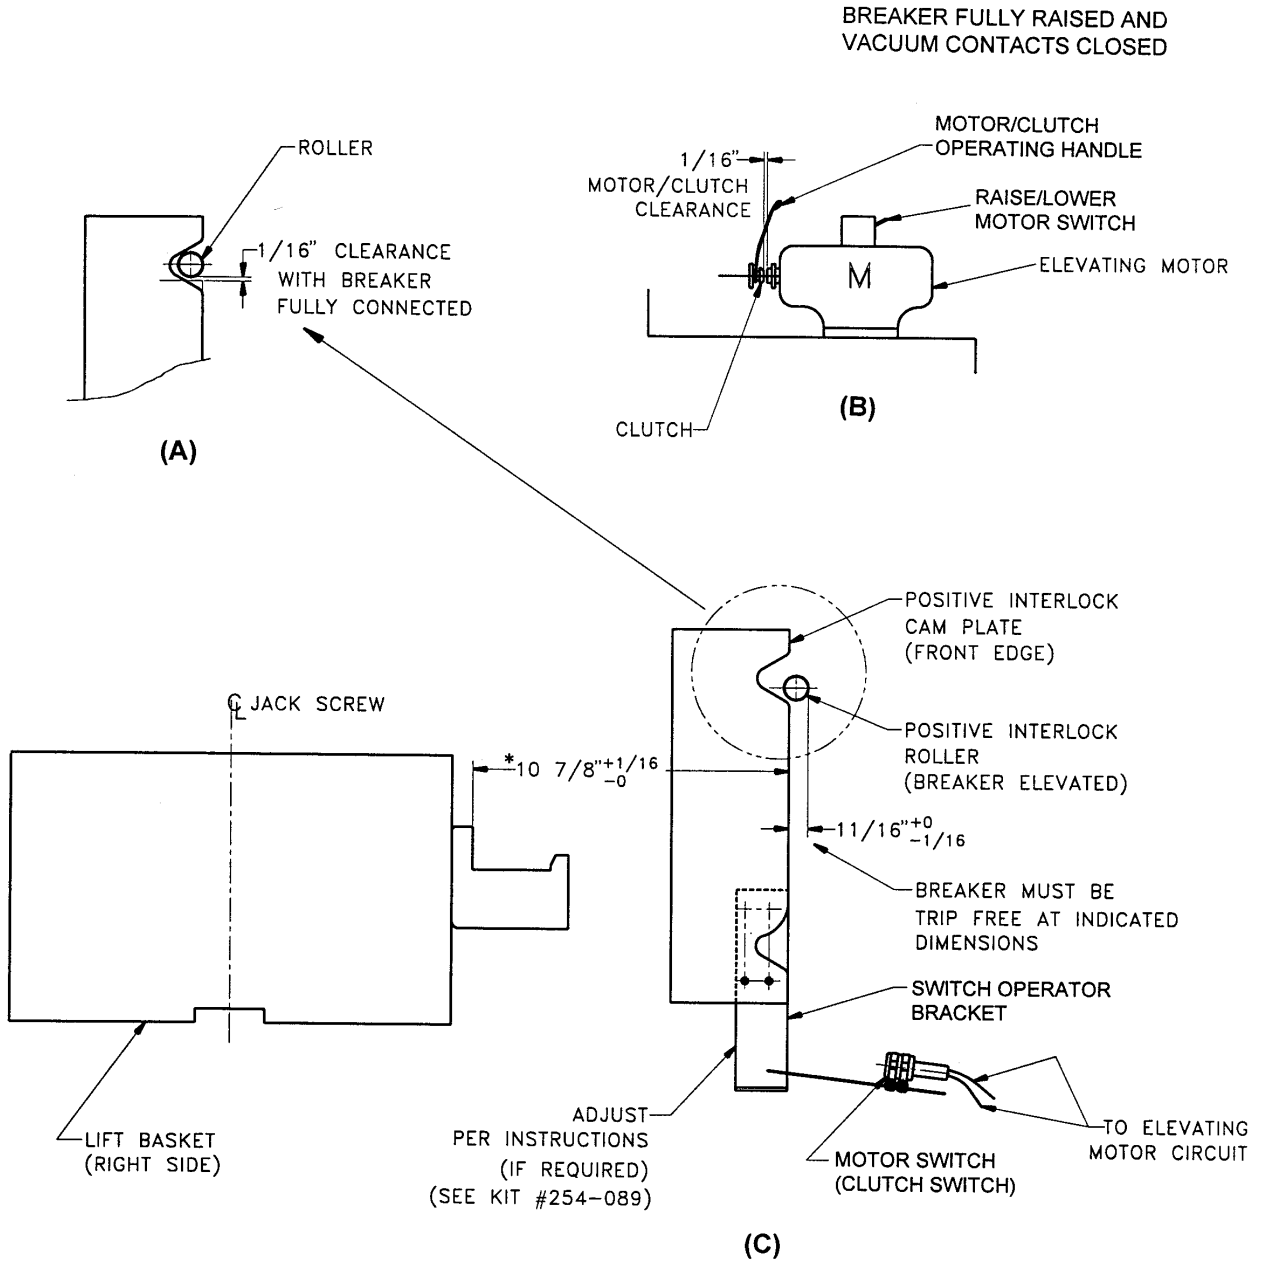 BREAKER FULLY RAISED AND
VACUUM CONTACTS CLOSED
ROLLER
1/16" CLEARANCE
WITH BREAKER
FULLY CONNECTED
(A)
MOTOR/CLUTCH
OPERATING HANDLE
1/16"
MOTOR/CLUTCH
CLEARANCE
RAISE/LOWER
MOTOR SWITCH
ELEVATING MOTOR
M
CLUTCH
(B)
POSITIVE INTERLOCK
CAM PLATE
(FRONT EDGE)
℄ JACK SCREW
POSITIVE INTERLOCK
ROLLER
(BREAKER ELEVATED)
*10 7/8" +1/16 -0
11/16" +0 -1/16
BREAKER MUST BE
TRIP FREE AT INDICATED
DIMENSIONS
SWITCH OPERATOR
BRACKET
ADJUST
PER INSTRUCTIONS
(IF REQUIRED)
(SEE KIT #254-089)
LIFT BASKET
(RIGHT SIDE)
TO ELEVATING
MOTOR CIRCUIT
MOTOR SWITCH
(CLUTCH SWITCH)
(C)